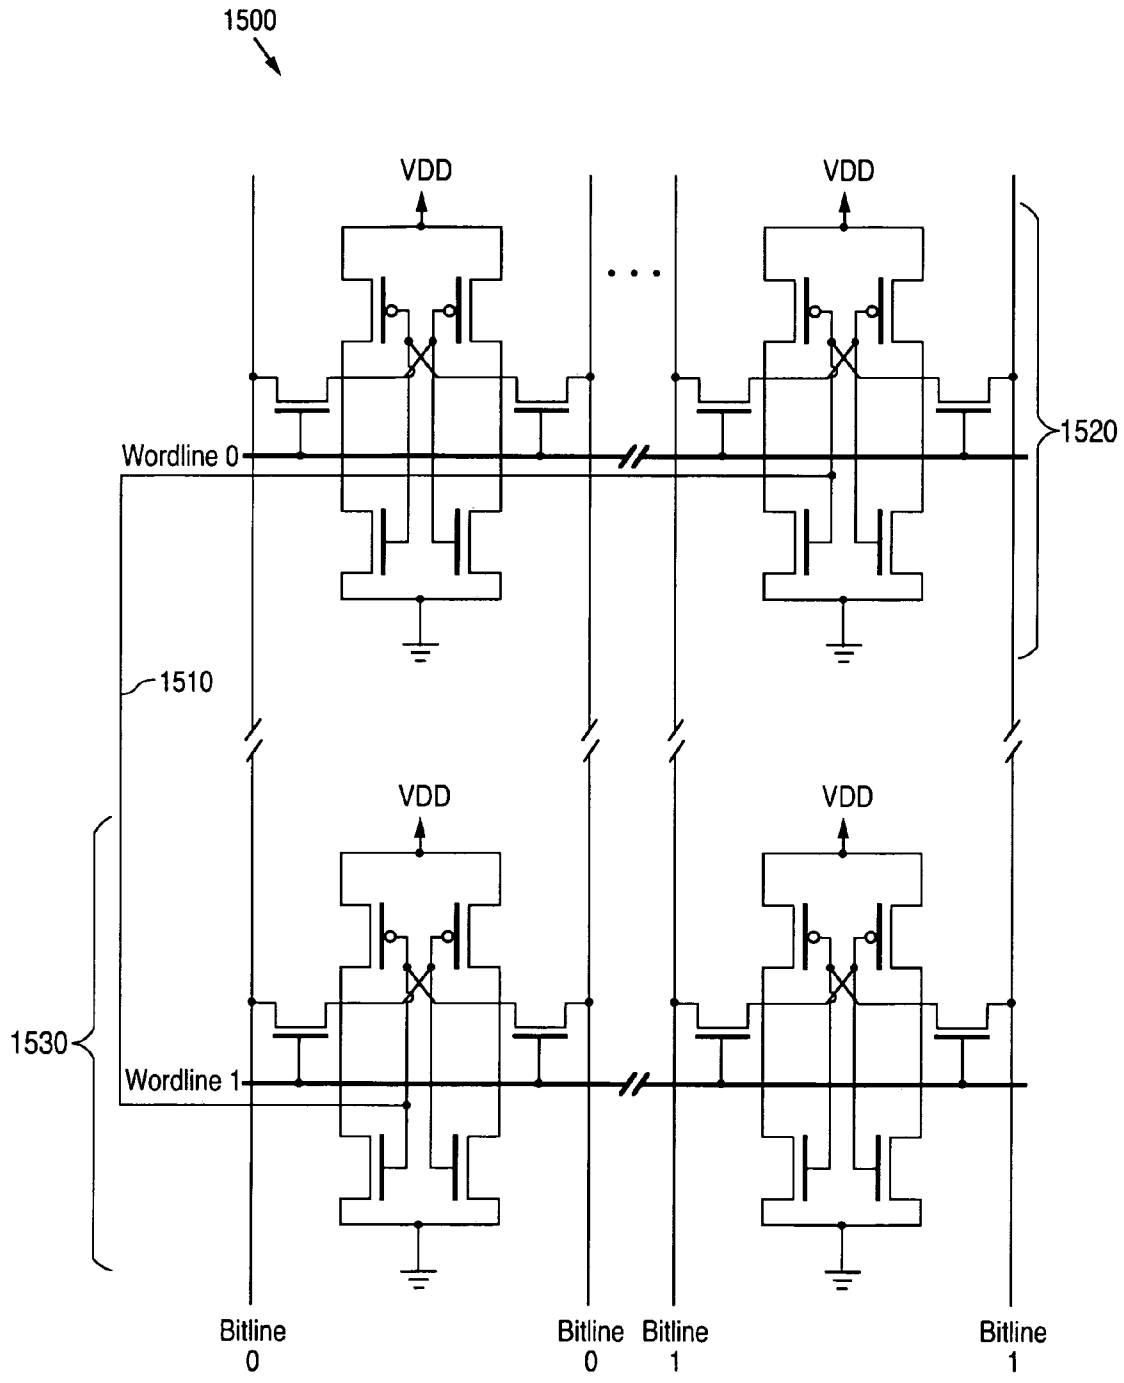 1500
VDD
VDD
. . .
1520
Wordline 0
1510
VDD
VDD
1530
Wordline 1
Bitline
0
Bitline
0
Bitline
1
Bitline
1